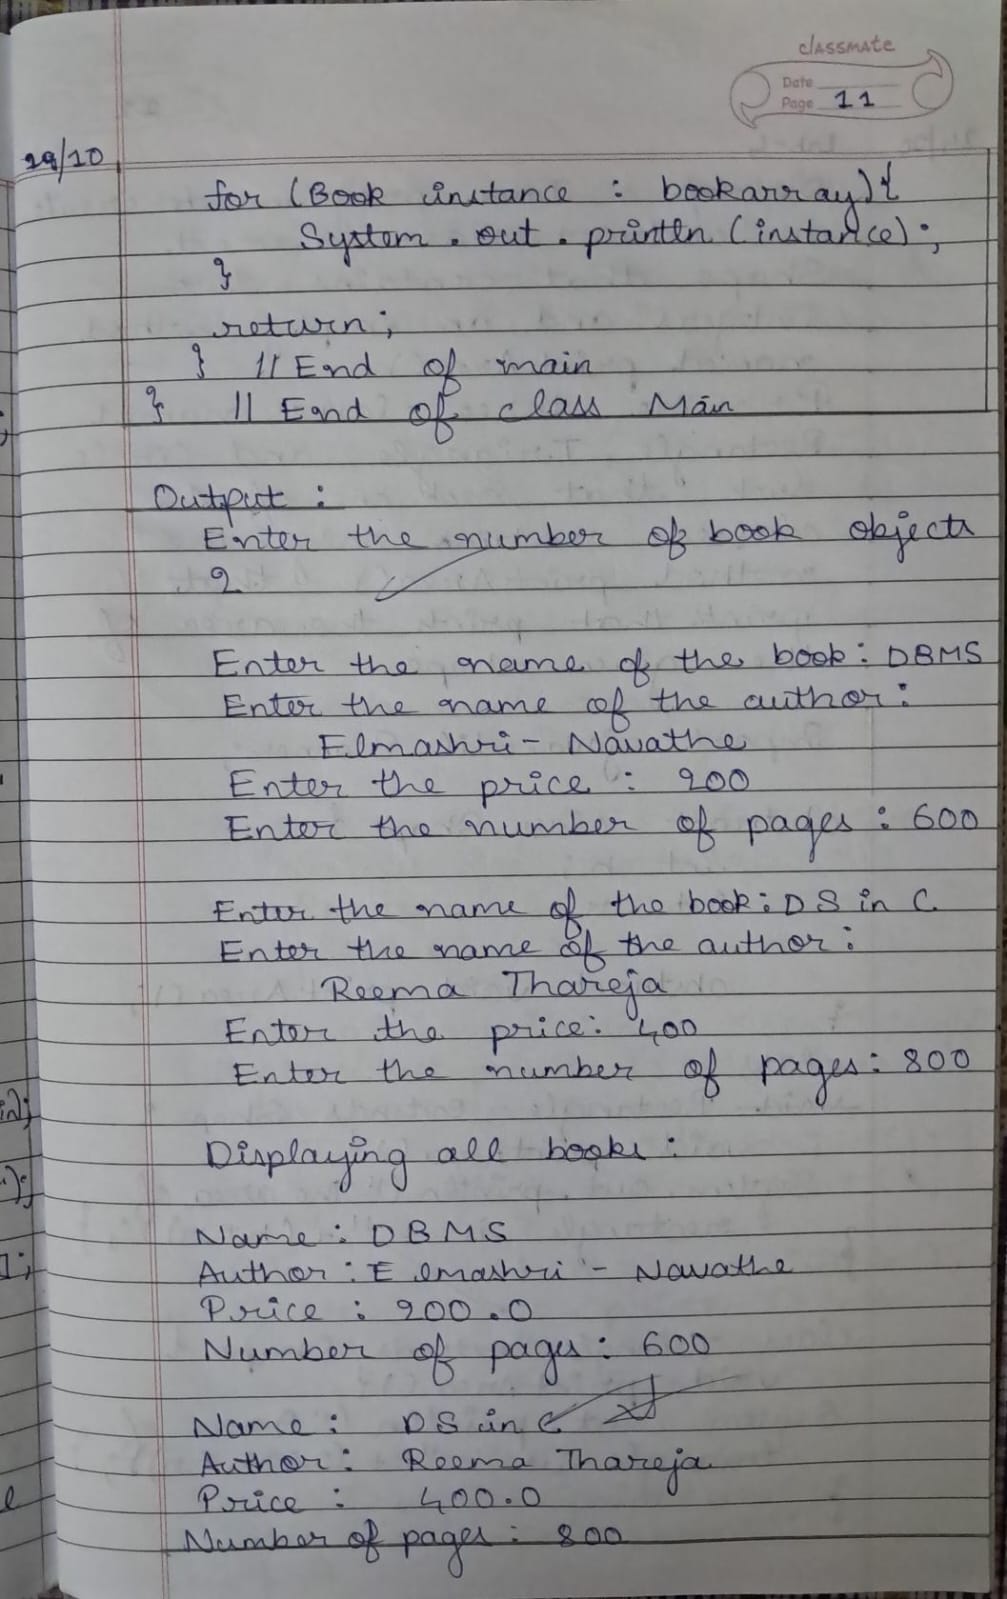 classmate
Date
Page 11
29/10
for (Book instance : bookarray) {
System . out . println (instance) ;
}
return ;
} // End of main
} // End of class Main
Output :
Enter the number of book objects
2
Enter the name of the book : DBMS
Enter the name of the author :
Elmashri - Navathe
Enter the price : 200
Enter the number of pages : 600
Enter the name of the book : DS in C
Enter the name of the author :
Reema Thareja
Enter the price : 400
Enter the number of pages : 800
Displaying all books :
Name : DBMS
Author : Elmashri - Navathe
Price : 200.0
Number of pages : 600
Name : DS in C
Author : Reema Thareja
Price : 400.0
Number of pages : 800